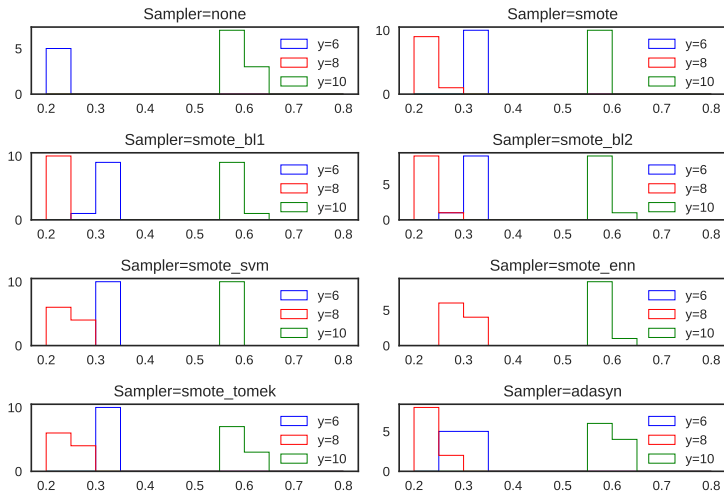 Sampler=none
5
0
0.2 0.3 0.4 0.5 0.6 0.7 0.8
y=6
y=8
y=10
Sampler=smote
10
0
0.2 0.3 0.4 0.5 0.6 0.7 0.8
y=6
y=8
y=10
Sampler=smote_bl1
10
0
0.2 0.3 0.4 0.5 0.6 0.7 0.8
y=6
y=8
y=10
Sampler=smote_bl2
5
0
0.2 0.3 0.4 0.5 0.6 0.7 0.8
y=6
y=8
y=10
Sampler=smote_svm
10
0
0.2 0.3 0.4 0.5 0.6 0.7 0.8
y=6
y=8
y=10
Sampler=smote_enn
5
0
0.2 0.3 0.4 0.5 0.6 0.7 0.8
y=6
y=8
y=10
Sampler=smote_tomek
10
0
0.2 0.3 0.4 0.5 0.6 0.7 0.8
y=6
y=8
y=10
Sampler=adasyn
5
0
0.2 0.3 0.4 0.5 0.6 0.7 0.8
y=6
y=8
y=10